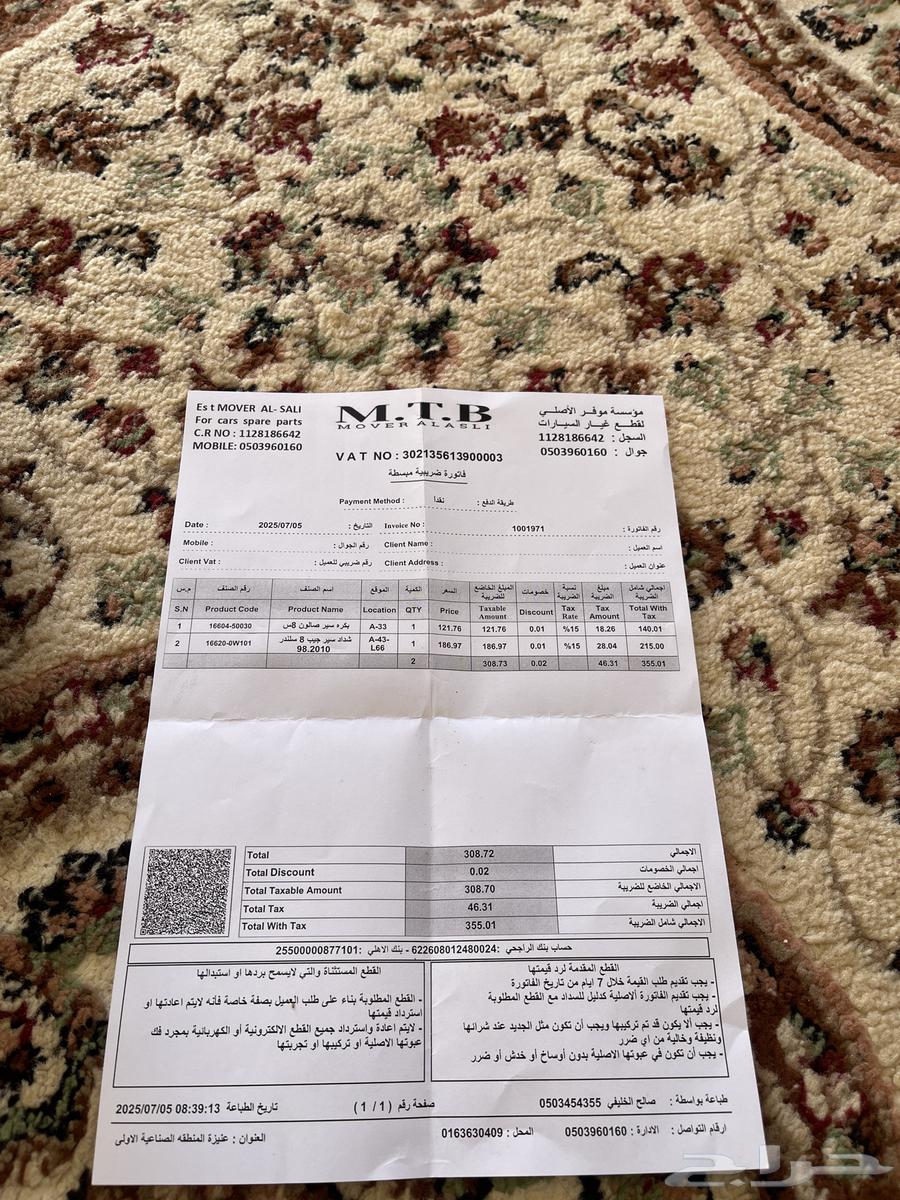 Es t MOVER AL- SALI
For cars spare parts
C.R NO : 1128186642
MOBILE: 0503960160
M.T.B
MOVER ALASLI
مؤسسة موفر الأصلي
لقطع غيار السيارات
السجل : 1128186642
جوال : 0503960160
V A T NO : 302135613900003
فاتورة ضريبية مبسطة
Payment Method : نقداً طريقة الدفع :
Date : 2025/07/05 التاريخ : Invoice No : 1001971 رقم الفاتورة :
Mobile : رقم الجوال : Client Name : اسم العميل :
Client Vat : رقم ضريبي للعميل : Client Address : عنوان العميل :
م.س رقم الصنف اسم الصنف الموقع الكمية السعر المبلغ الخاضع للضريبة خصومات نسبة الضريبة مبلغ الضريبة اجمالي شامل الضريبة
S.N Product Code Product Name Location QTY Price Taxable Amount Discount Tax Rate Tax Amount Total With Tax
1 16604-50030 بكره سير صالون 8س A-33 1 121.76 121.76 0.01 %15 18.26 140.01
2 16620-0W101 شداد سير جيب 8 سلندر 98.2010 A-43-L66 1 186.97 186.97 0.01 %15 28.04 215.00
2 308.73 0.02 46.31 355.01
Total 308.72 الاجمالي
Total Discount 0.02 اجمالي الخصومات
Total Taxable Amount 308.70 الاجمالي الخاضع للضريبة
Total Tax 46.31 اجمالي الضريبة
Total With Tax 355.01 الاجمالي شامل الضريبة
حساب بنك الراجحي :622608012480024 - بنك الاهلي :25500000877101
القطع المقدمة لرد قيمتها
- يجب تقديم طلب القيمة خلال 7 ايام من تاريخ الفاتورة
- يجب تقديم الفاتورة ألاصلية كدليل للسداد مع القطع المطلوبة
لرد قيمتها
- يجب ألا يكون قد تم تركيبها ويجب أن تكون مثل الجديد عند شرائها
ونظيفة وخالية من اي ضرر
- يجب أن تكون في عبوتها الاصلية بدون أوساخ أو خدش أو ضرر
القطع المستثناة والتي لايسمح بردها او استبدالها
- القطع المطلوبة بناء على طلب العميل بصفة خاصة فأنه لايتم اعادتها او
استرداد قيمتها
- لايتم اعادة واسترداد جميع القطع الالكترونية أو الكهربائية بمجرد فك
عبوتها الاصلية او تركيبها او تجربتها
طباعة بواسطة : صالح الخليفي 0503454355 صفحة رقم ( 1 / 1 ) تاريخ الطباعة 2025/07/05 08:39:13
ارقام التواصل : الادارة : 0503960160 المحل : 0163630409 العنوان : عنيزة المنطقه الصناعية الاولى
حراج